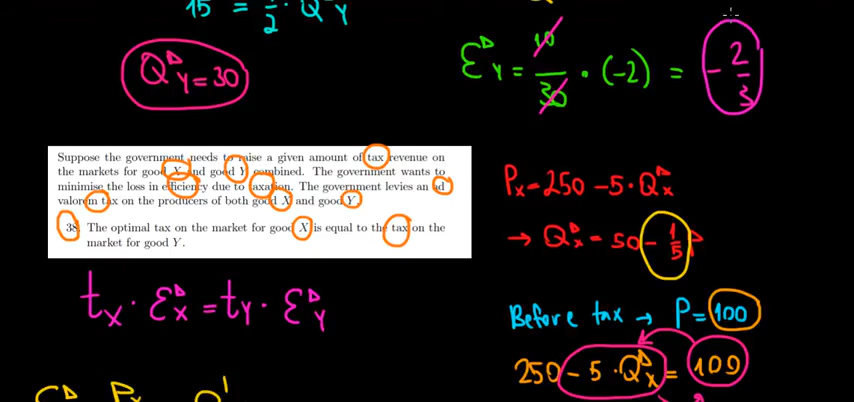 15 = 1/2 · Q^D_Y
Q^D_Y = 30
Ɛ^D_Y = 10/30 · (-2) = -2/3
Suppose the government needs to raise a given amount of tax revenue on
the markets for good X and good Y combined. The government wants to
minimise the loss in efficiency due to taxation. The government levies an ad
valorem tax on the producers of both good X and good Y.
38. The optimal tax on the market for good X is equal to the tax on the
market for good Y.
t_X · Ɛ^D_X = t_Y · Ɛ^D_Y
P_X = 250 - 5 · Q^D_X
→ Q^D_X = 50 - 1/5 P
Before tax → P = 100
250 - 5 · Q^D_X = 100